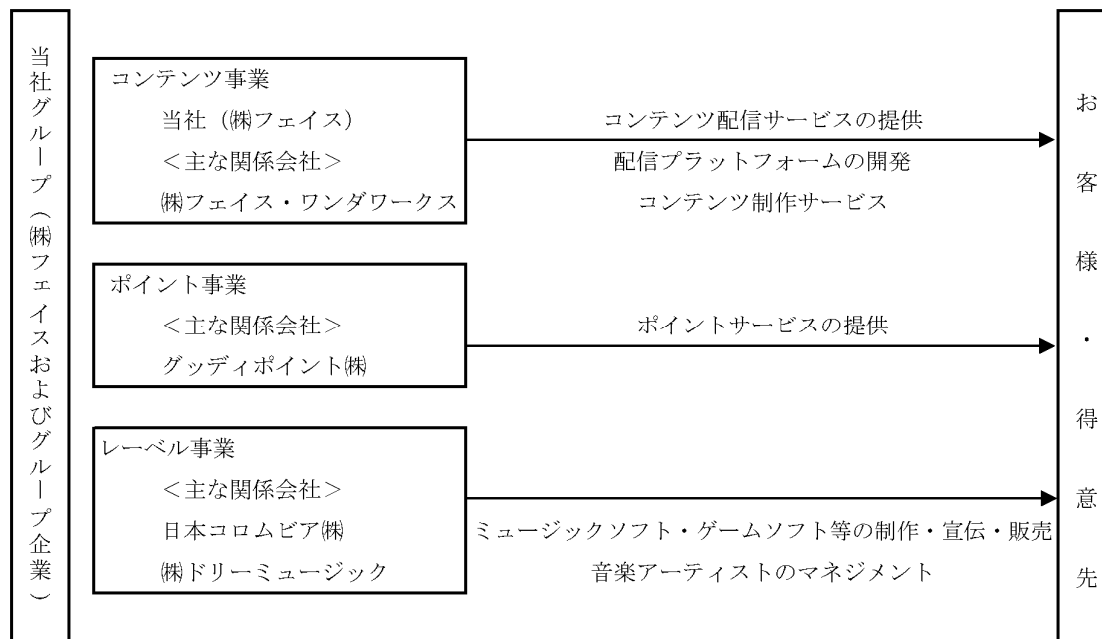 当社グループ（㈱フェイスおよびグループ企業）
コンテンツ事業
当社（㈱フェイス）
＜主な関係会社＞
㈱フェイス・ワンダワークス
コンテンツ配信サービスの提供
配信プラットフォームの開発
コンテンツ制作サービス
ポイント事業
＜主な関係会社＞
グッディポイント㈱
ポイントサービスの提供
レーベル事業
＜主な関係会社＞
日本コロムビア㈱
㈱ドリーミュージック
ミュージックソフト・ゲームソフト等の制作・宣伝・販売
音楽アーティストのマネジメント
お客様・得意先